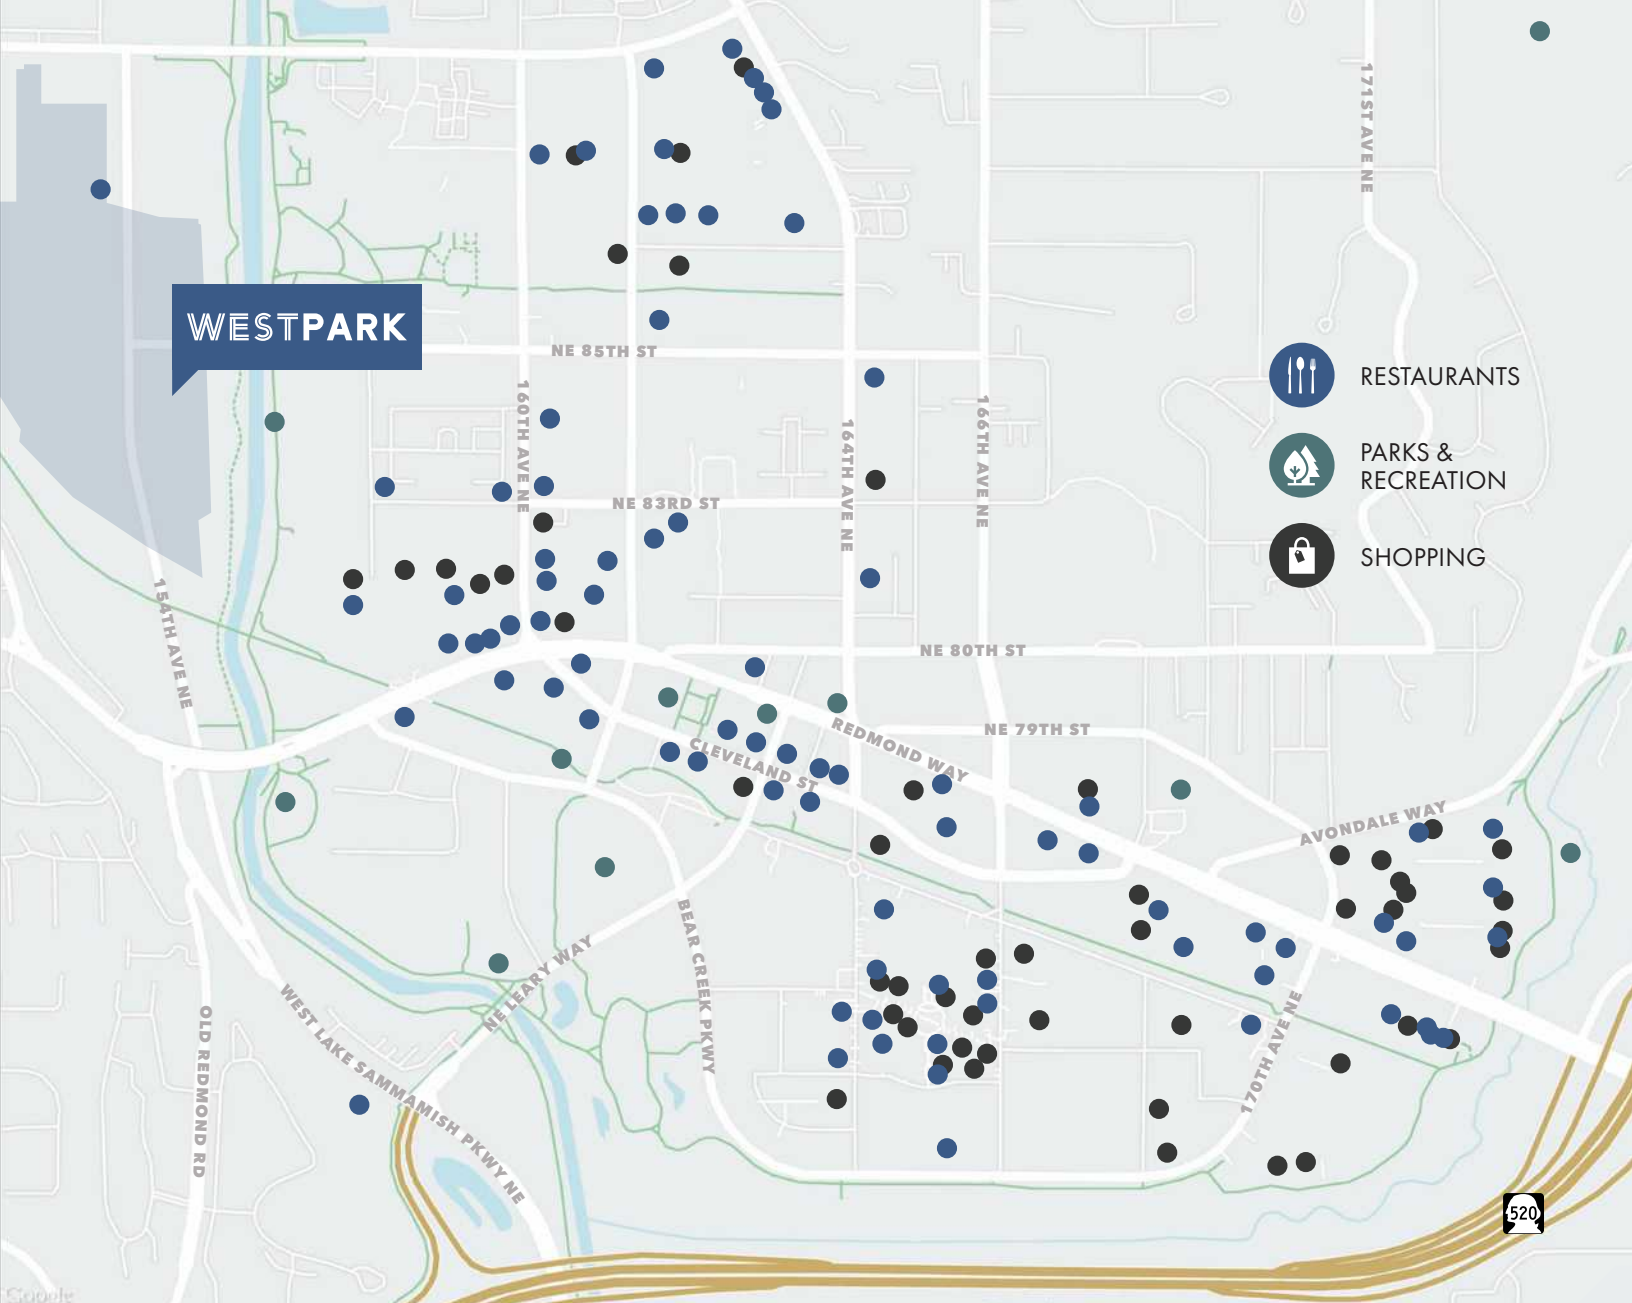 171ST AVE NE
WESTPARK
NE 85TH ST
RESTAURANTS
160TH AVE NE
166TH AVE NE
164TH AVE NE
PARKS &
RECREATION
NE 83RD ST
SHOPPING
154TH AVE NE
NE 80TH ST
REDMOND WAY
NE 79TH ST
CLEVELAND ST
AVONDALE WAY
BEAR CREEK PKWY
NE LEARY WAY
WEST LAKE SAMMAMISH PKWY NE
170TH AVE NE
OLD REDMOND RD
520
Google